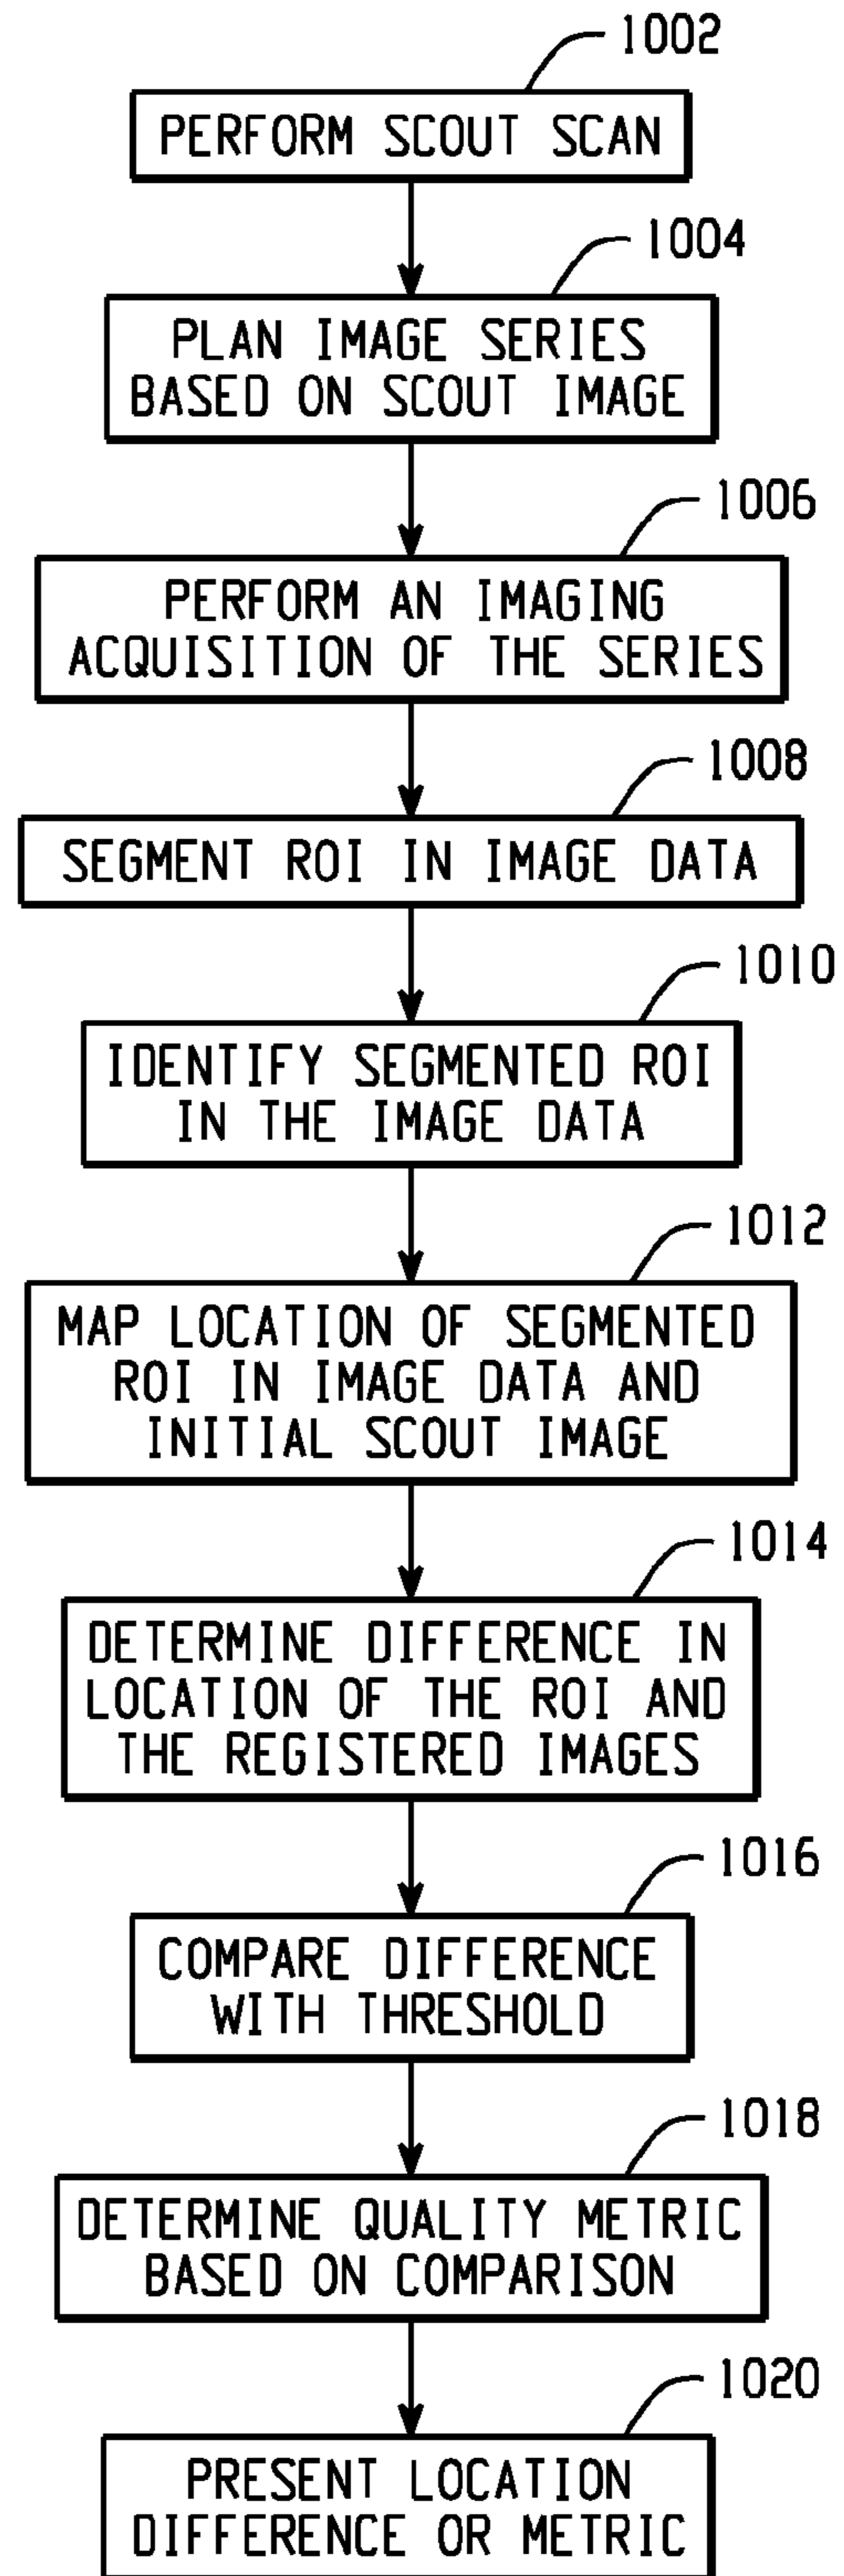 1002
PERFORM SCOUT SCAN
1004
PLAN IMAGE SERIES
BASED ON SCOUT IMAGE
1006
PERFORM AN IMAGING
ACQUISITION OF THE SERIES
1008
SEGMENT ROI IN IMAGE DATA
1010
IDENTIFY SEGMENTED ROI
IN THE IMAGE DATA
1012
MAP LOCATION OF SEGMENTED
ROI IN IMAGE DATA AND
INITIAL SCOUT IMAGE
1014
DETERMINE DIFFERENCE IN
LOCATION OF THE ROI AND
THE REGISTERED IMAGES
1016
COMPARE DIFFERENCE
WITH THRESHOLD
1018
DETERMINE QUALITY METRIC
BASED ON COMPARISON
1020
PRESENT LOCATION
DIFFERENCE OR METRIC